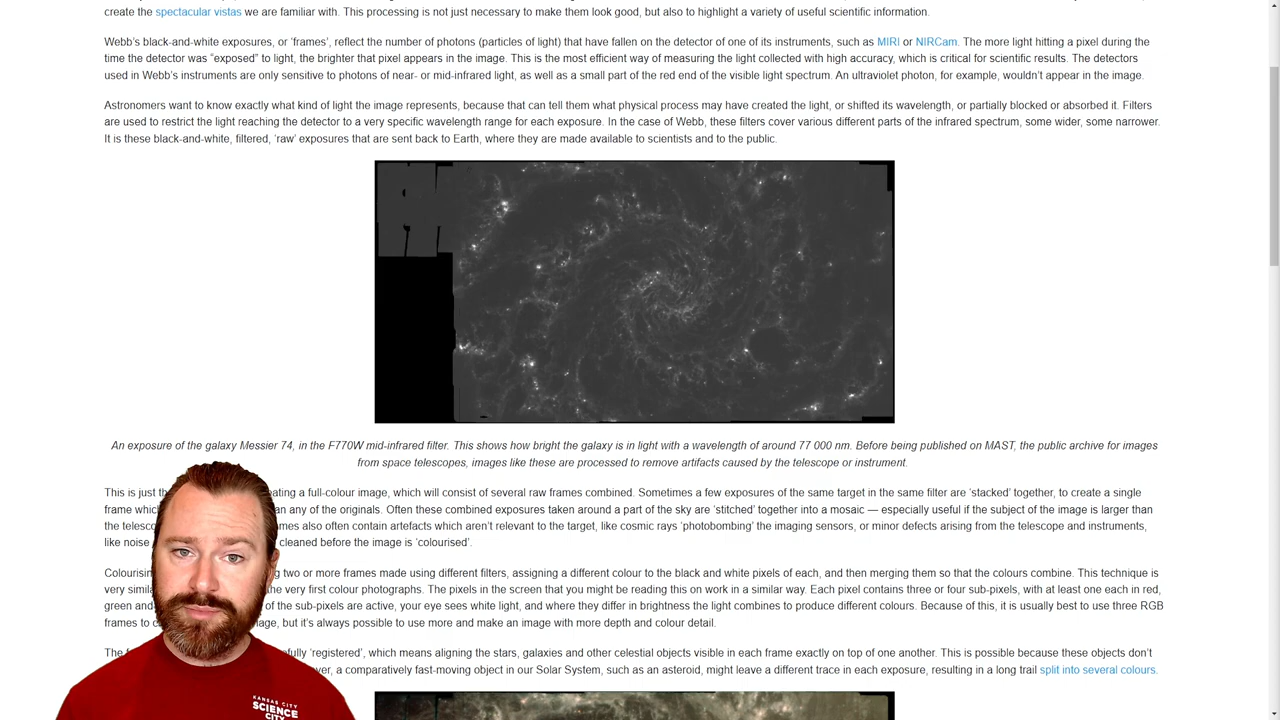 create the spectacular vistas we are familiar with. This processing is not just necessary to make them look good, but also to highlight a variety of useful scientific information.
Webb's black-and-white exposures, or 'frames', reflect the number of photons (particles of light) that have fallen on the detector of one of its instruments, such as MIRI or NIRCam. The more light hitting a pixel during the
time the detector was "exposed" to light, the brighter that pixel appears in the image. This is the most efficient way of measuring the light collected with high accuracy, which is critical for scientific results. The detectors
used in Webb's instruments are only sensitive to photons of near- or mid-infrared light, as well as a small part of the red end of the visible light spectrum. An ultraviolet photon, for example, wouldn't appear in the image.
Astronomers want to know exactly what kind of light the image represents, because that can tell them what physical process may have created the light, or shifted its wavelength, or partially blocked or absorbed it. Filters
are used to restrict the light reaching the detector to a very specific wavelength range for each exposure. In the case of Webb, these filters cover various different parts of the infrared spectrum, some wider, some narrower.
It is these black-and-white, filtered, 'raw' exposures that are sent back to Earth, where they are made available to scientists and to the public.
An exposure of the galaxy Messier 74, in the F770W mid-infrared filter. This shows how bright the galaxy is in light with a wavelength of around 77 000 nm. Before being published on MAST, the public archive for images
from space telescopes, images like these are processed to remove artifacts caused by the telescope or instrument.
This is just th eating a full-colour image, which will consist of several raw frames combined. Sometimes a few exposures of the same target in the same filter are 'stacked' together, to create a single
frame which an any of the originals. Often these combined exposures taken around a part of the sky are 'stitched' together into a mosaic — especially useful if the subject of the image is larger than
the telesco mes also often contain artefacts which aren't relevant to the target, like cosmic rays 'photobombing' the imaging sensors, or minor defects arising from the telescope and instruments,
like noise cleaned before the image is 'colourised'.
Colourisin g two or more frames made using different filters, assigning a different colour to the black and white pixels of each, and then merging them so that the colours combine. This technique is
very simila the very first colour photographs. The pixels in the screen that you might be reading this on work in a similar way. Each pixel contains three or four sub-pixels, with at least one each in red,
green and of the sub-pixels are active, your eye sees white light, and where they differ in brightness the light combines to produce different colours. Because of this, it is usually best to use three RGB
frames to c age, but it's always possible to use more and make an image with more depth and colour detail.
The f efully 'registered', which means aligning the stars, galaxies and other celestial objects visible in each frame exactly on top of one another. This is possible because these objects don't
ver, a comparatively fast-moving object in our Solar System, such as an asteroid, might leave a different trace in each exposure, resulting in a long trail split into several colours.
KANSAS CITY
SCIENCE
CITY